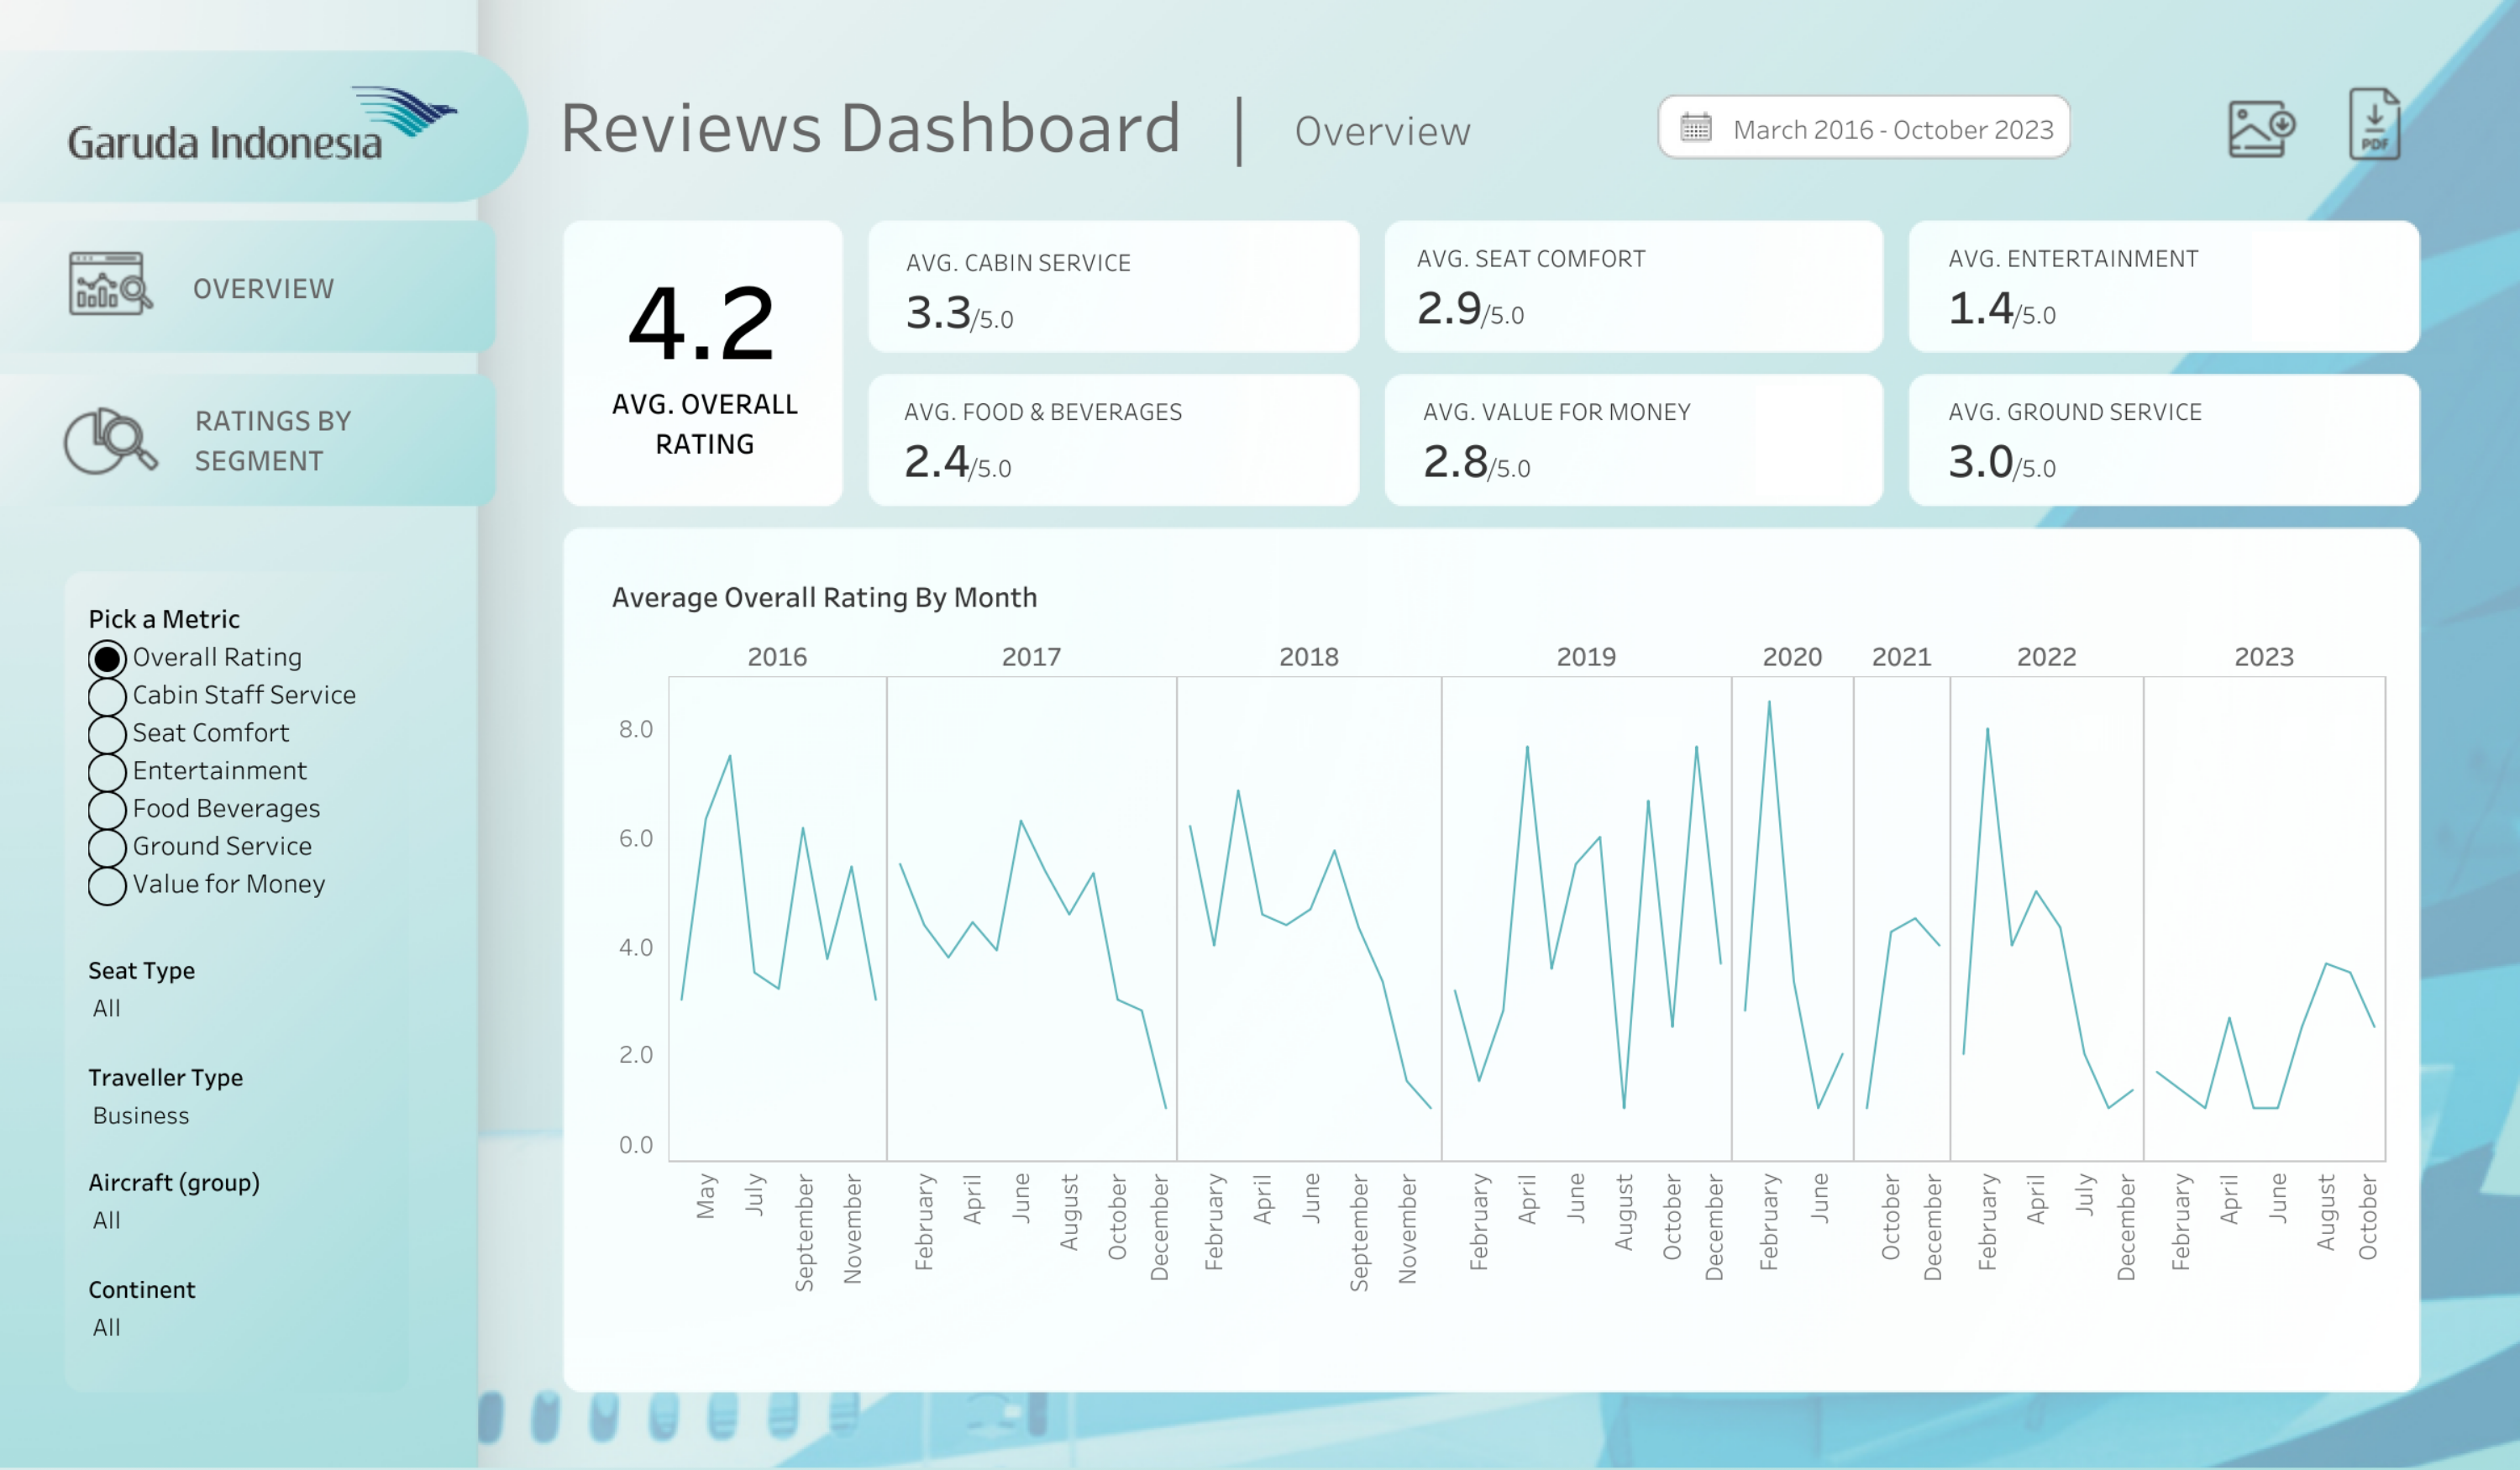 Garuda Indonesia
Reviews Dashboard | Overview
March 2016 - October 2023
PDF
OVERVIEW
RATINGS BY
SEGMENT
4.2
AVG. OVERALL
RATING
AVG. CABIN SERVICE
3.3/5.0
AVG. SEAT COMFORT
2.9/5.0
AVG. ENTERTAINMENT
1.4/5.0
AVG. FOOD & BEVERAGES
2.4/5.0
AVG. VALUE FOR MONEY
2.8/5.0
AVG. GROUND SERVICE
3.0/5.0
Pick a Metric
Overall Rating
Cabin Staff Service
Seat Comfort
Entertainment
Food Beverages
Ground Service
Value for Money
Seat Type
All
Traveller Type
Business
Aircraft (group)
All
Continent
All
Average Overall Rating By Month
2016 2017 2018 2019 2020 2021 2022 2023
8.0
6.0
4.0
2.0
0.0
May July September November February April June August October December February April June September November February April June August October December February June October December February April July December February April June August October